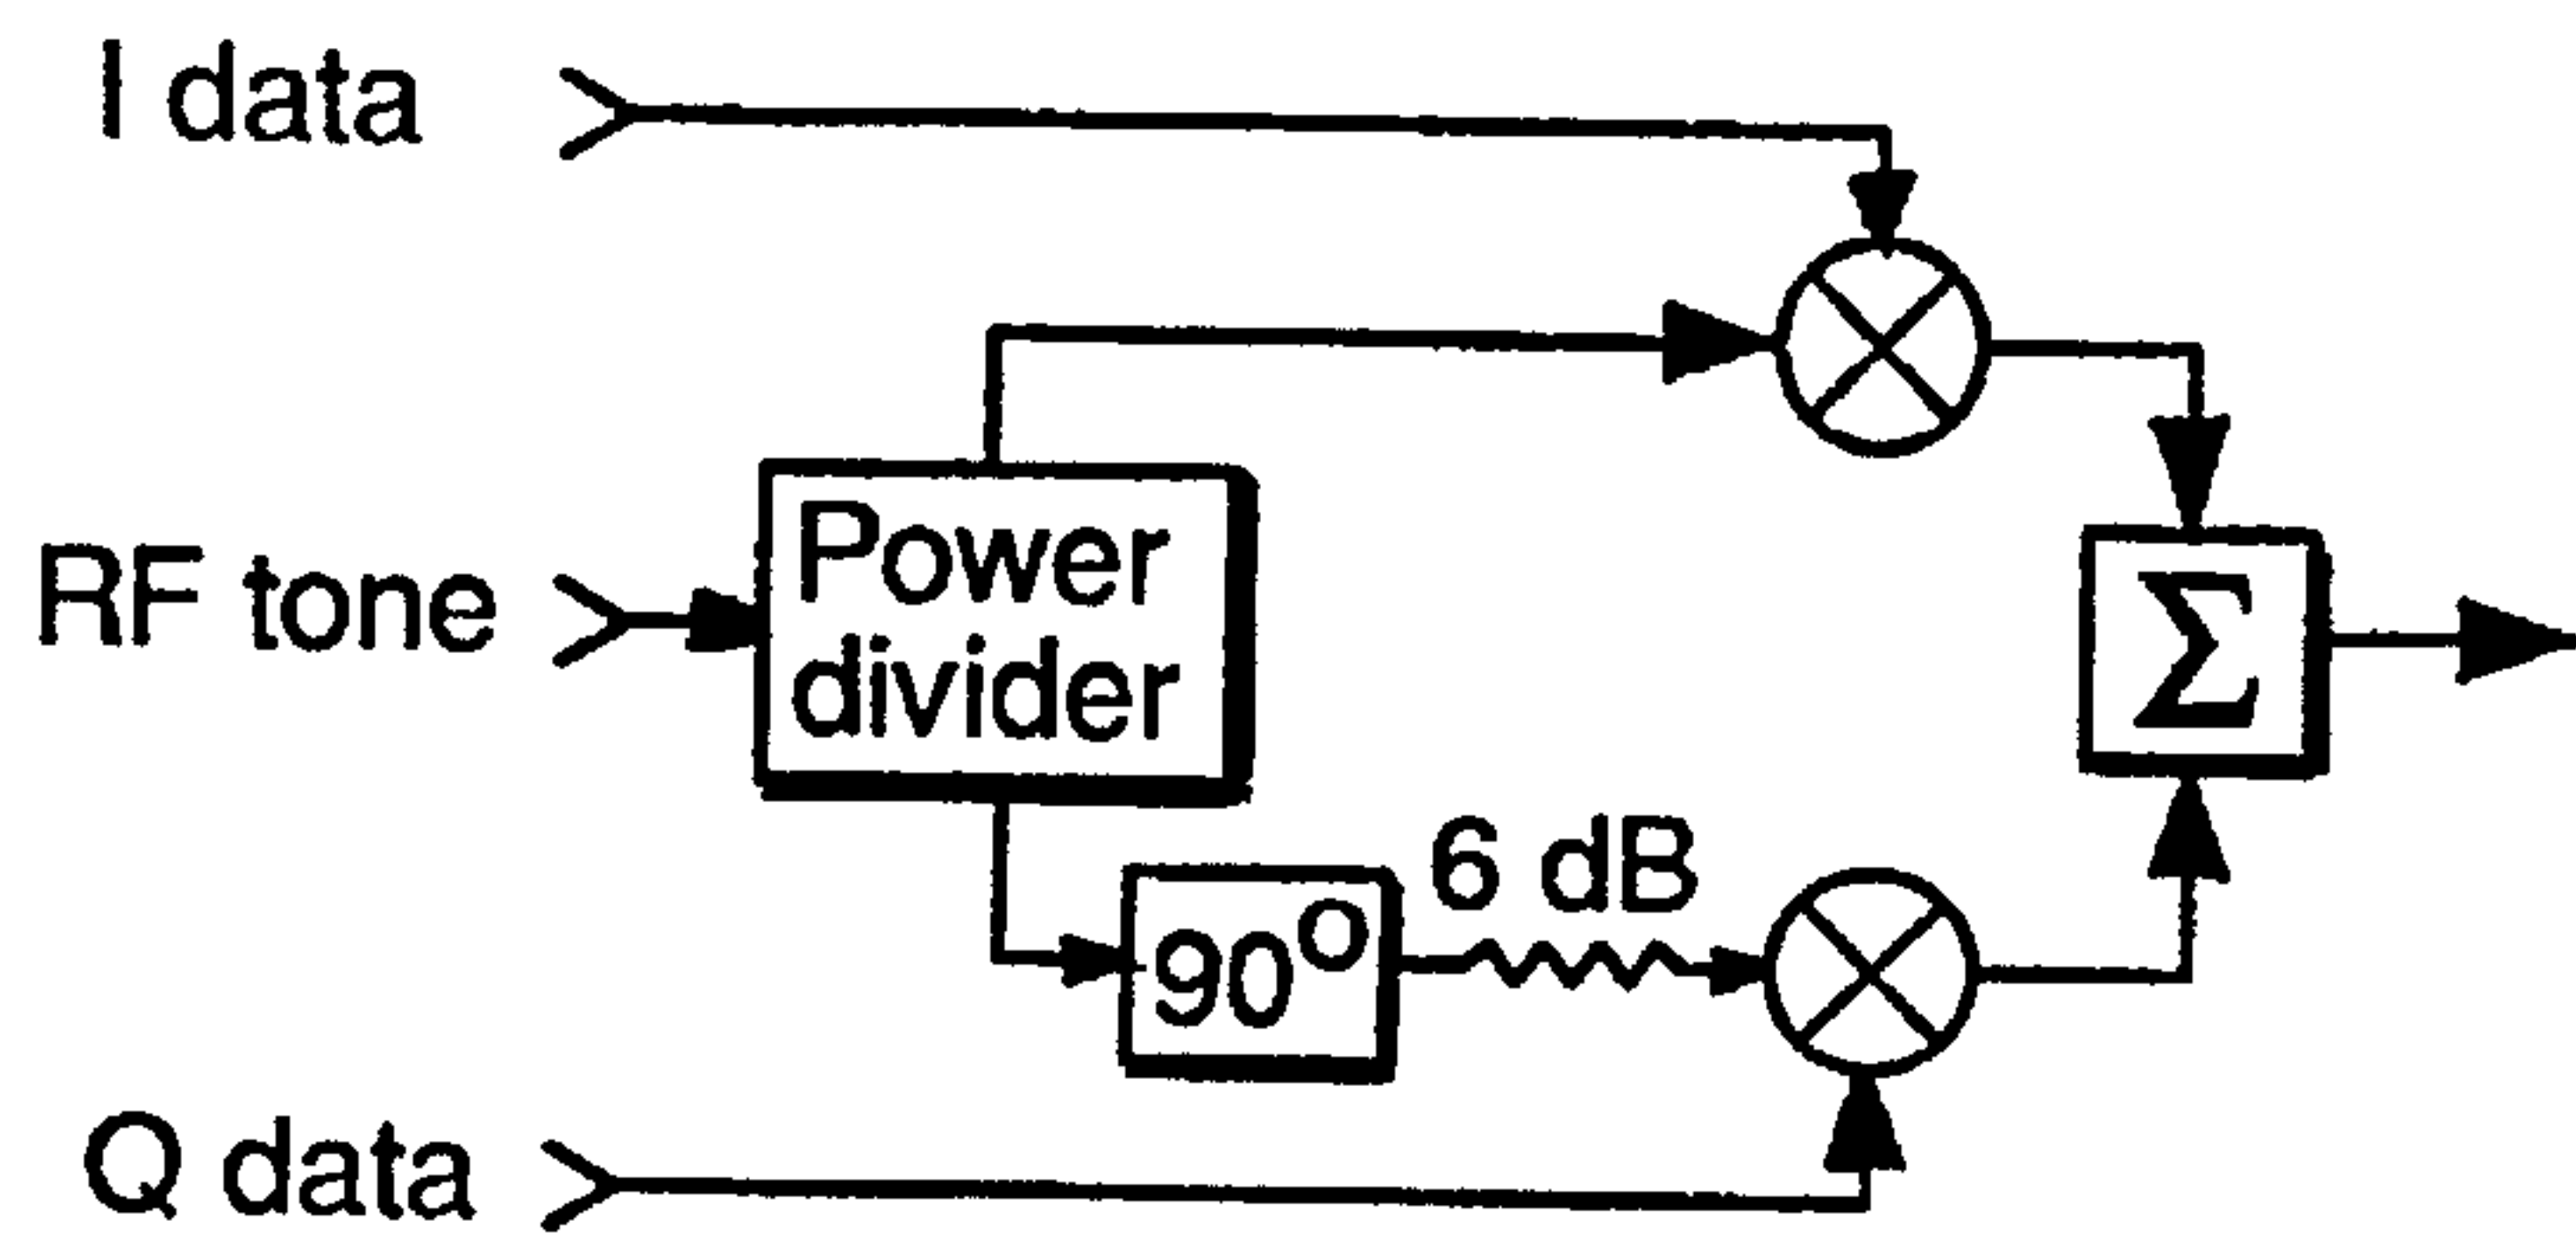 I data
RF tone
Power
divider
6 dB
90°
Σ
Q data